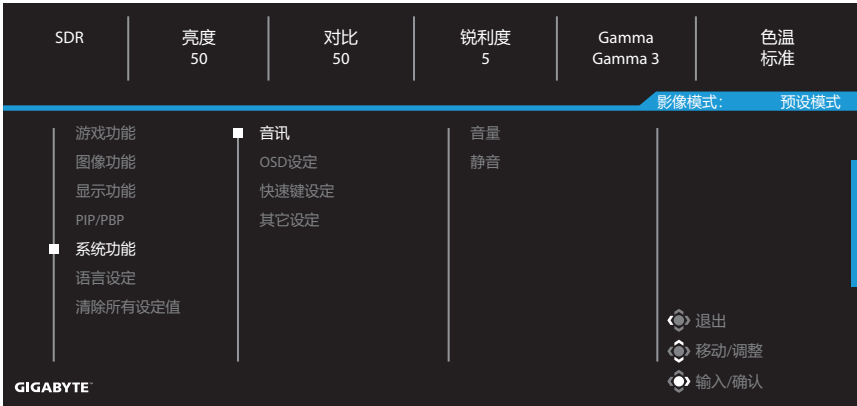 SDR
亮度
50
对比
50
锐利度
5
Gamma
Gamma 3
色温
标准
影像模式： 预设模式
游戏功能
图像功能
显示功能
PIP/PBP
系统功能
语言设定
清除所有设定值
音讯
OSD设定
快速键设定
其它设定
音量
静音
退出
移动/调整
输入/确认
GIGABYTE™